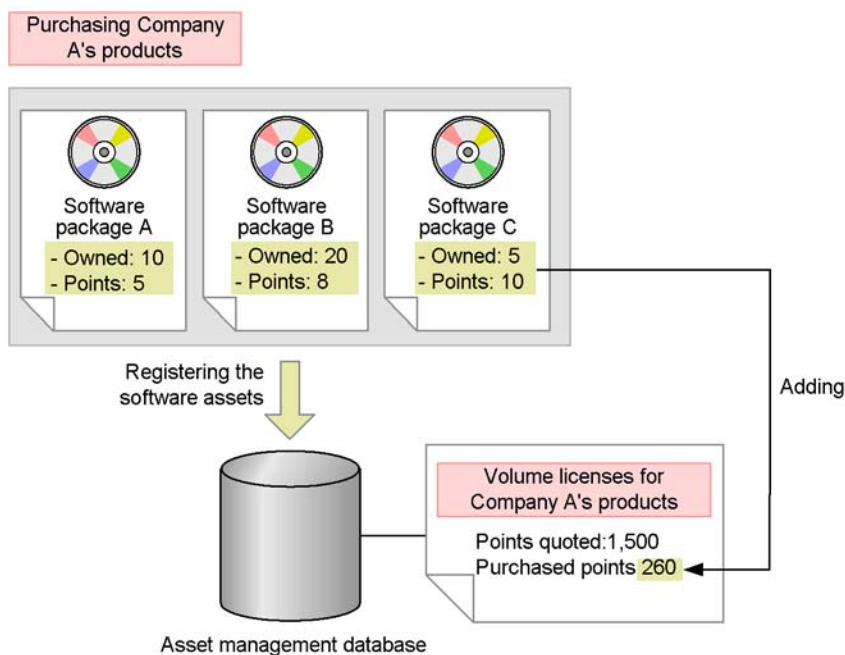 Purchasing Company
A's products
Software
package A
- Owned: 10
- Points: 5
Software
package B
- Owned: 20
- Points: 8
Software
package C
- Owned: 5
- Points: 10
Registering the
software assets
Adding
Volume licenses for
Company A's products
Points quoted:1,500
Purchased points 260
Asset management database